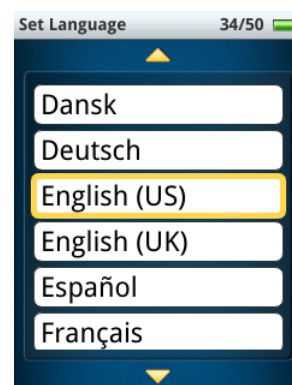 Set Language 34/50
Dansk
Deutsch
English (US)
English (UK)
Español
Français